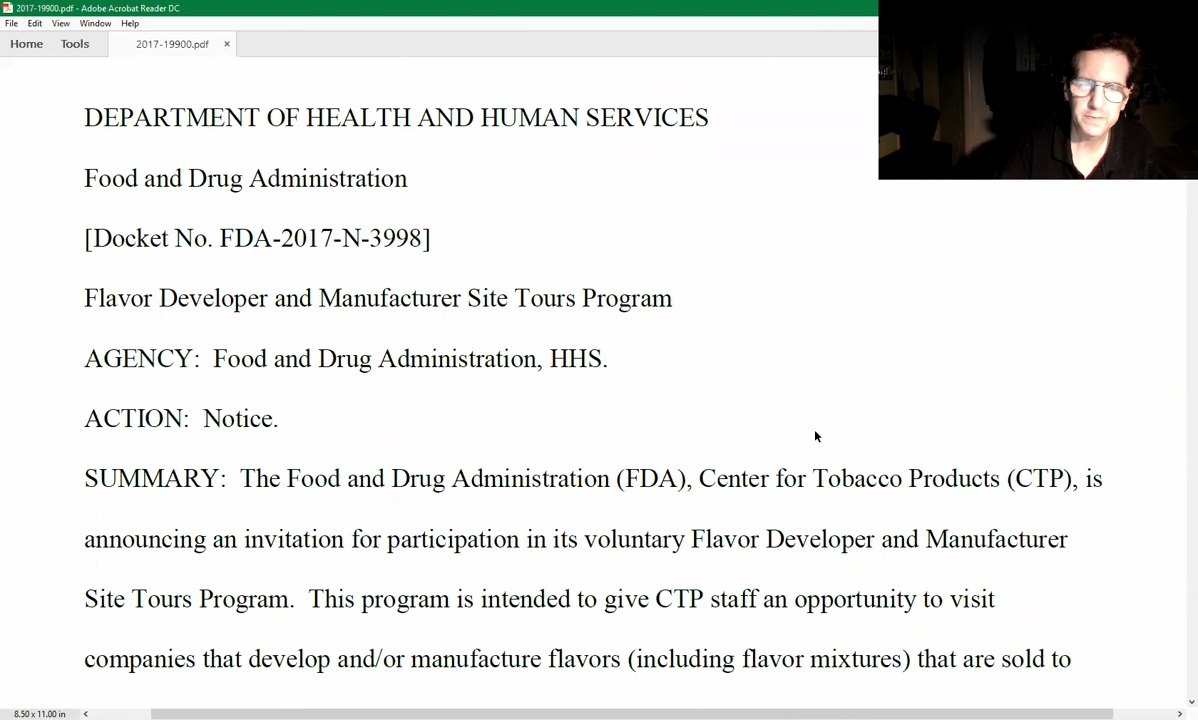 2017-19900.pdf - Adobe Acrobat Reader DC
File Edit View Window Help
Home Tools 2017-19900.pdf ×
DEPARTMENT OF HEALTH AND HUMAN SERVICES
Food and Drug Administration
[Docket No. FDA-2017-N-3998]
Flavor Developer and Manufacturer Site Tours Program
AGENCY:  Food and Drug Administration, HHS.
ACTION:  Notice.
SUMMARY:  The Food and Drug Administration (FDA), Center for Tobacco Products (CTP), is
announcing an invitation for participation in its voluntary Flavor Developer and Manufacturer
Site Tours Program.  This program is intended to give CTP staff an opportunity to visit
companies that develop and/or manufacture flavors (including flavor mixtures) that are sold to
8.50 x 11.00 in